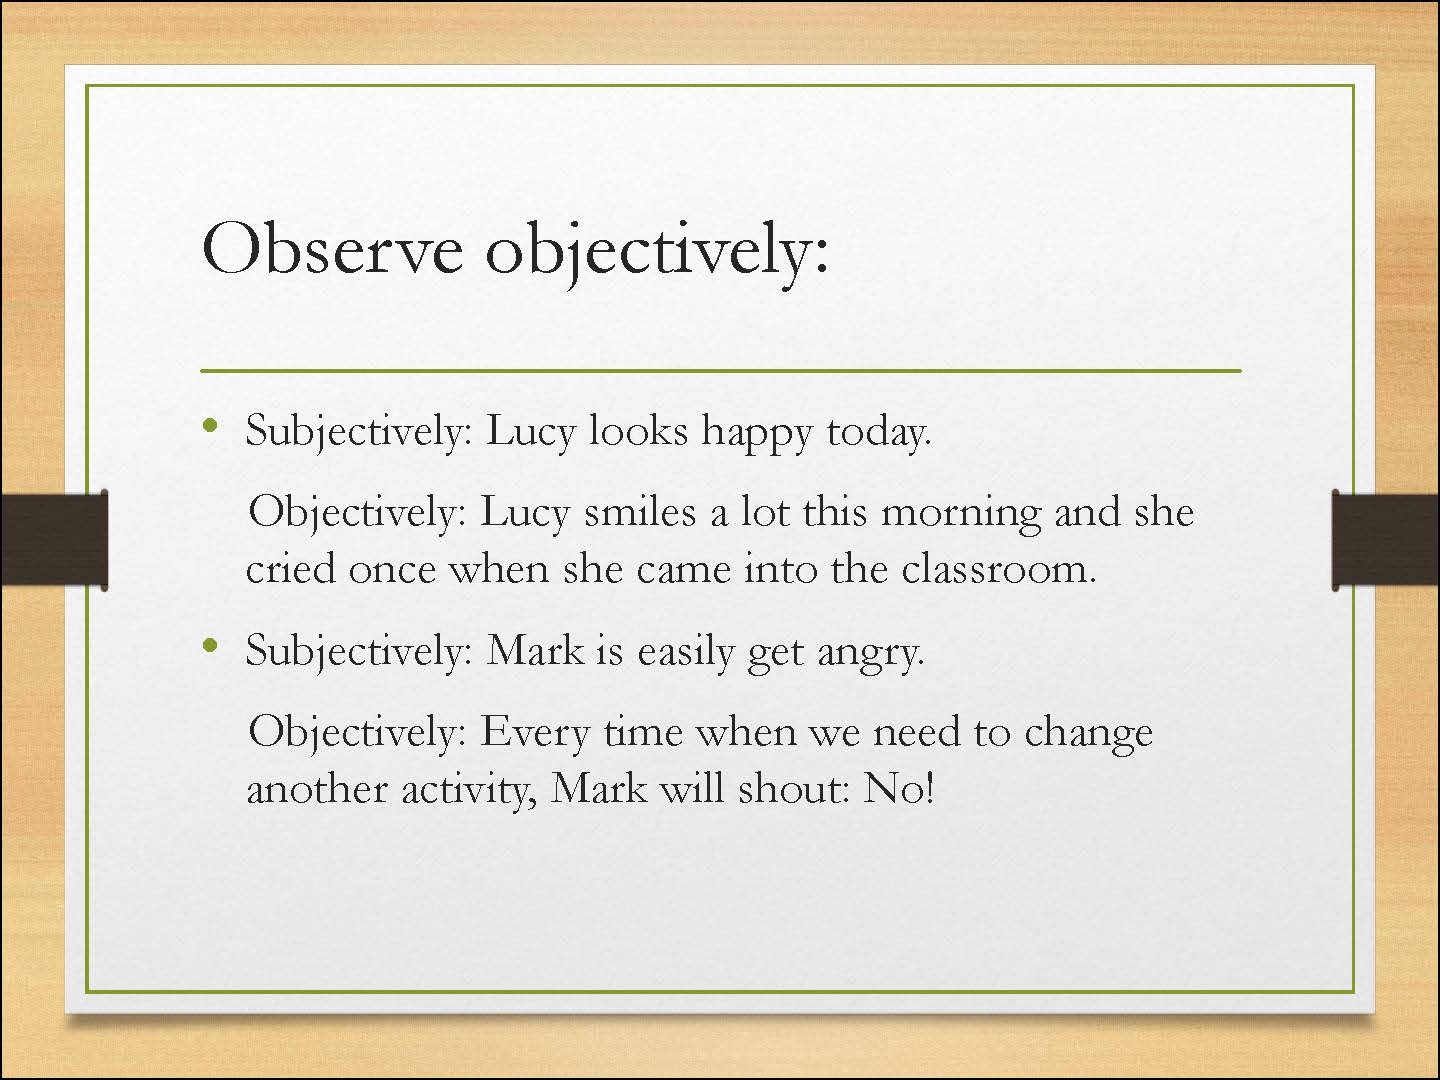 Observe objectively:
• Subjectively: Lucy looks happy today.
Objectively: Lucy smiles a lot this morning and she
cried once when she came into the classroom.
• Subjectively: Mark is easily get angry.
Objectively: Every time when we need to change
another activity, Mark will shout: No!